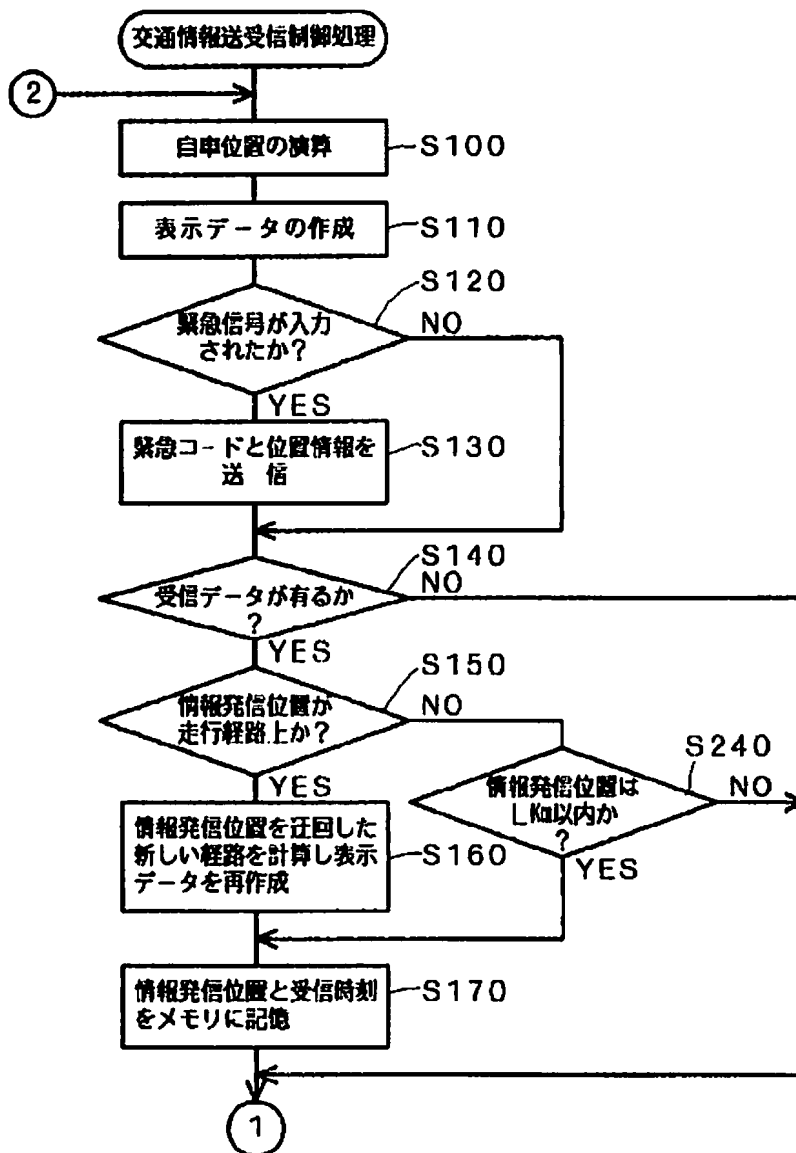 交通情報送受信制御処理
2
自車位置の演算
S100
表示データの作成
S110
S120
緊急信号が入力
されたか?
NO
YES
緊急コードと位置情報を
送 信
S130
S140
受信データが有るか
?
NO
YES
S150
情報発信位置が
走行経路上か?
NO
S240
情報発信位置は
LKm以内か
?
NO
YES
YES
情報発信位置を迂回した
新しい経路を計算し表示
データを再作成
S160
情報発信位置と受信時刻
をメモリに記憶
S170
1